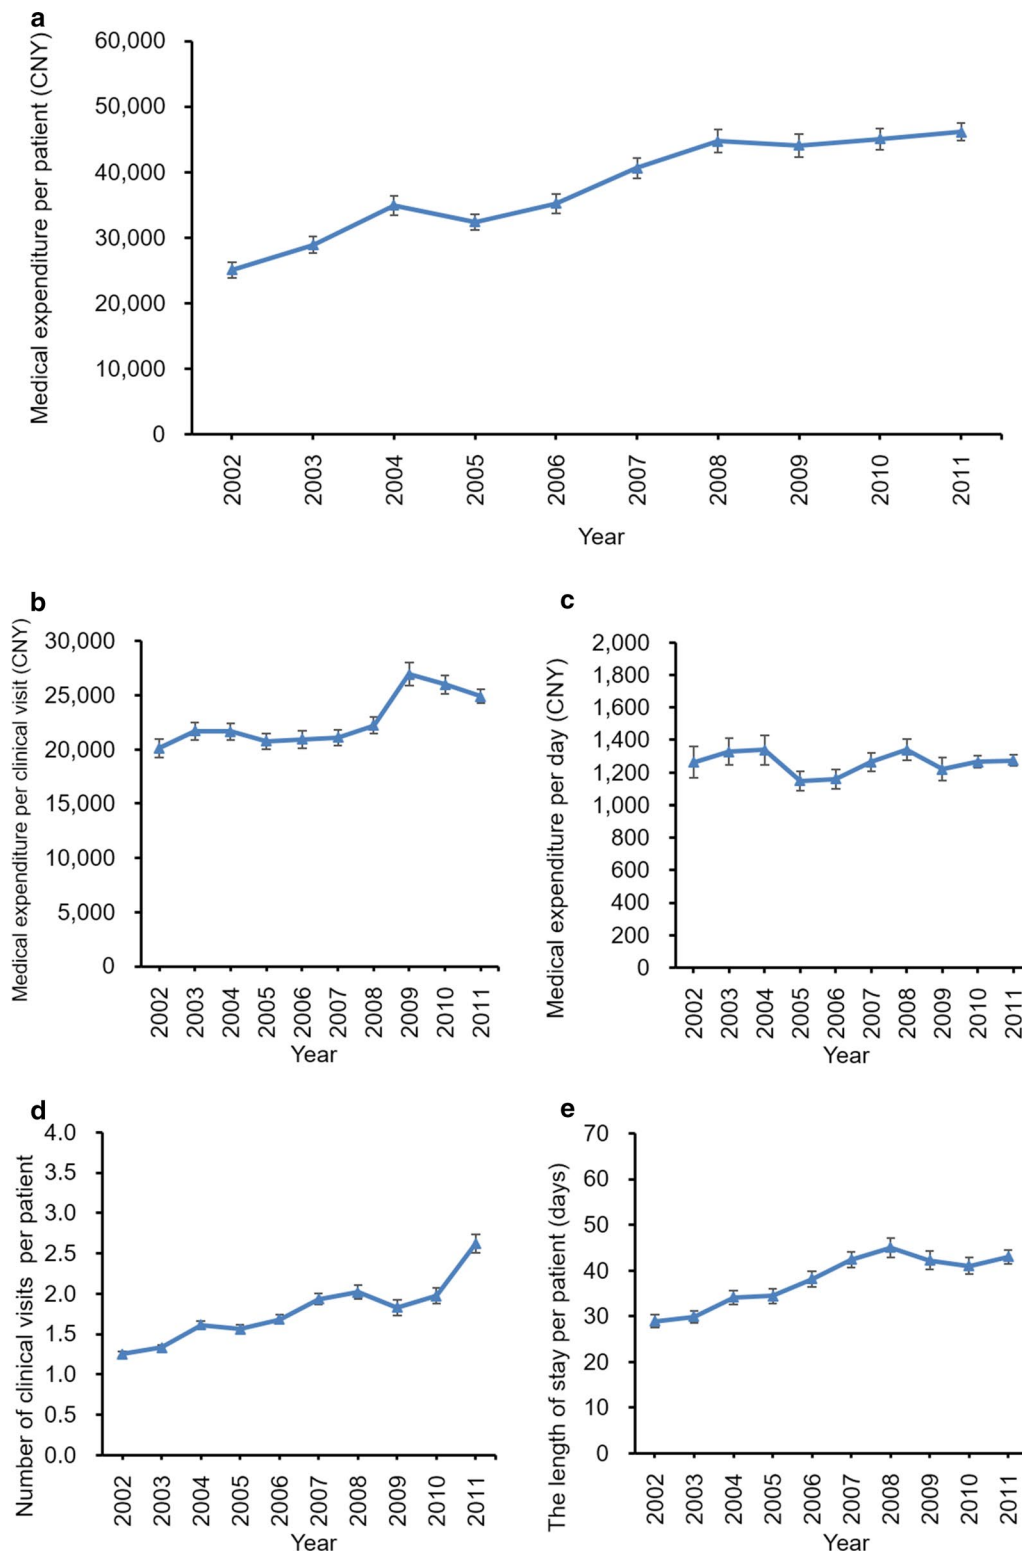 a
Medical expenditure per patient (CNY)
60,000
50,000
40,000
30,000
20,000
10,000
0
2002 2003 2004 2005 2006 2007 2008 2009 2010 2011
Year
b
Medical expenditure per clinical visit (CNY)
30,000
25,000
20,000
15,000
10,000
5,000
0
2002 2003 2004 2005 2006 2007 2008 2009 2010 2011
Year
c
Medical expenditure per day (CNY)
2,000
1,800
1,600
1,400
1,200
1,000
800
600
400
200
0
2002 2003 2004 2005 2006 2007 2008 2009 2010 2011
Year
d
Number of clinical visits per patient
4.0
3.5
3.0
2.5
2.0
1.5
1.0
0.5
0.0
2002 2003 2004 2005 2006 2007 2008 2009 2010 2011
Year
e
The length of stay per patient (days)
70
60
50
40
30
20
10
0
2002 2003 2004 2005 2006 2007 2008 2009 2010 2011
Year